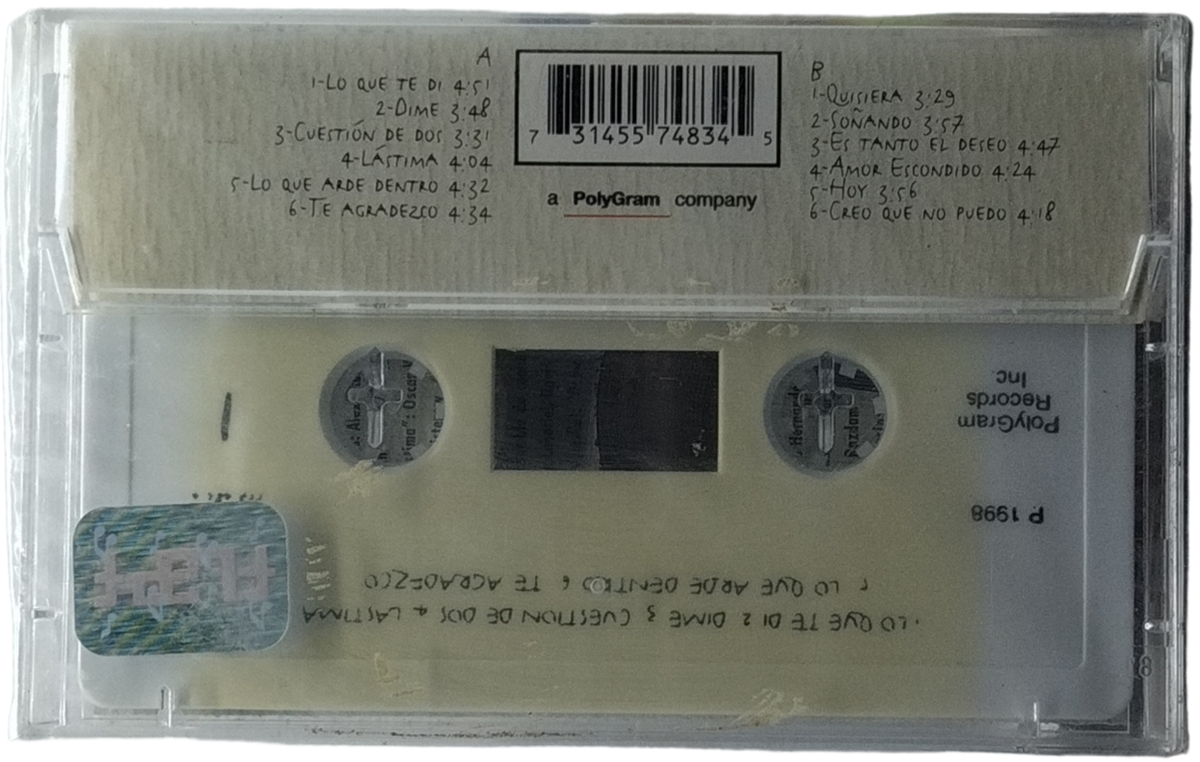 A
1-LO QUE TE DI 4:51
2-DIME 3:48
3-CUESTIÓN DE DOS 3:31
4-LÁSTIMA 4:04
5-LO QUE ARDE DENTRO 4:32
6-TE AGRADEZCO 4:34
7 31455 74834 5
a PolyGram company
B
1-QUISIERA 3:29
2-SOÑANDO 3:57
3-ES TANTO EL DESEO 4:47
4-AMOR ESCONDIDO 4:24
5-HOY 3:56
6-CREO QUE NO PUEDO 4:18
Oscar
Hernande
PolyGram
Records
Inc
P 1998
LO QUE TE DI 2 DIME 3 CUESTION DE DOS 4 LASTIMA
5 LO QUE ARDE DENTRO 6 TE AGRADEZCO